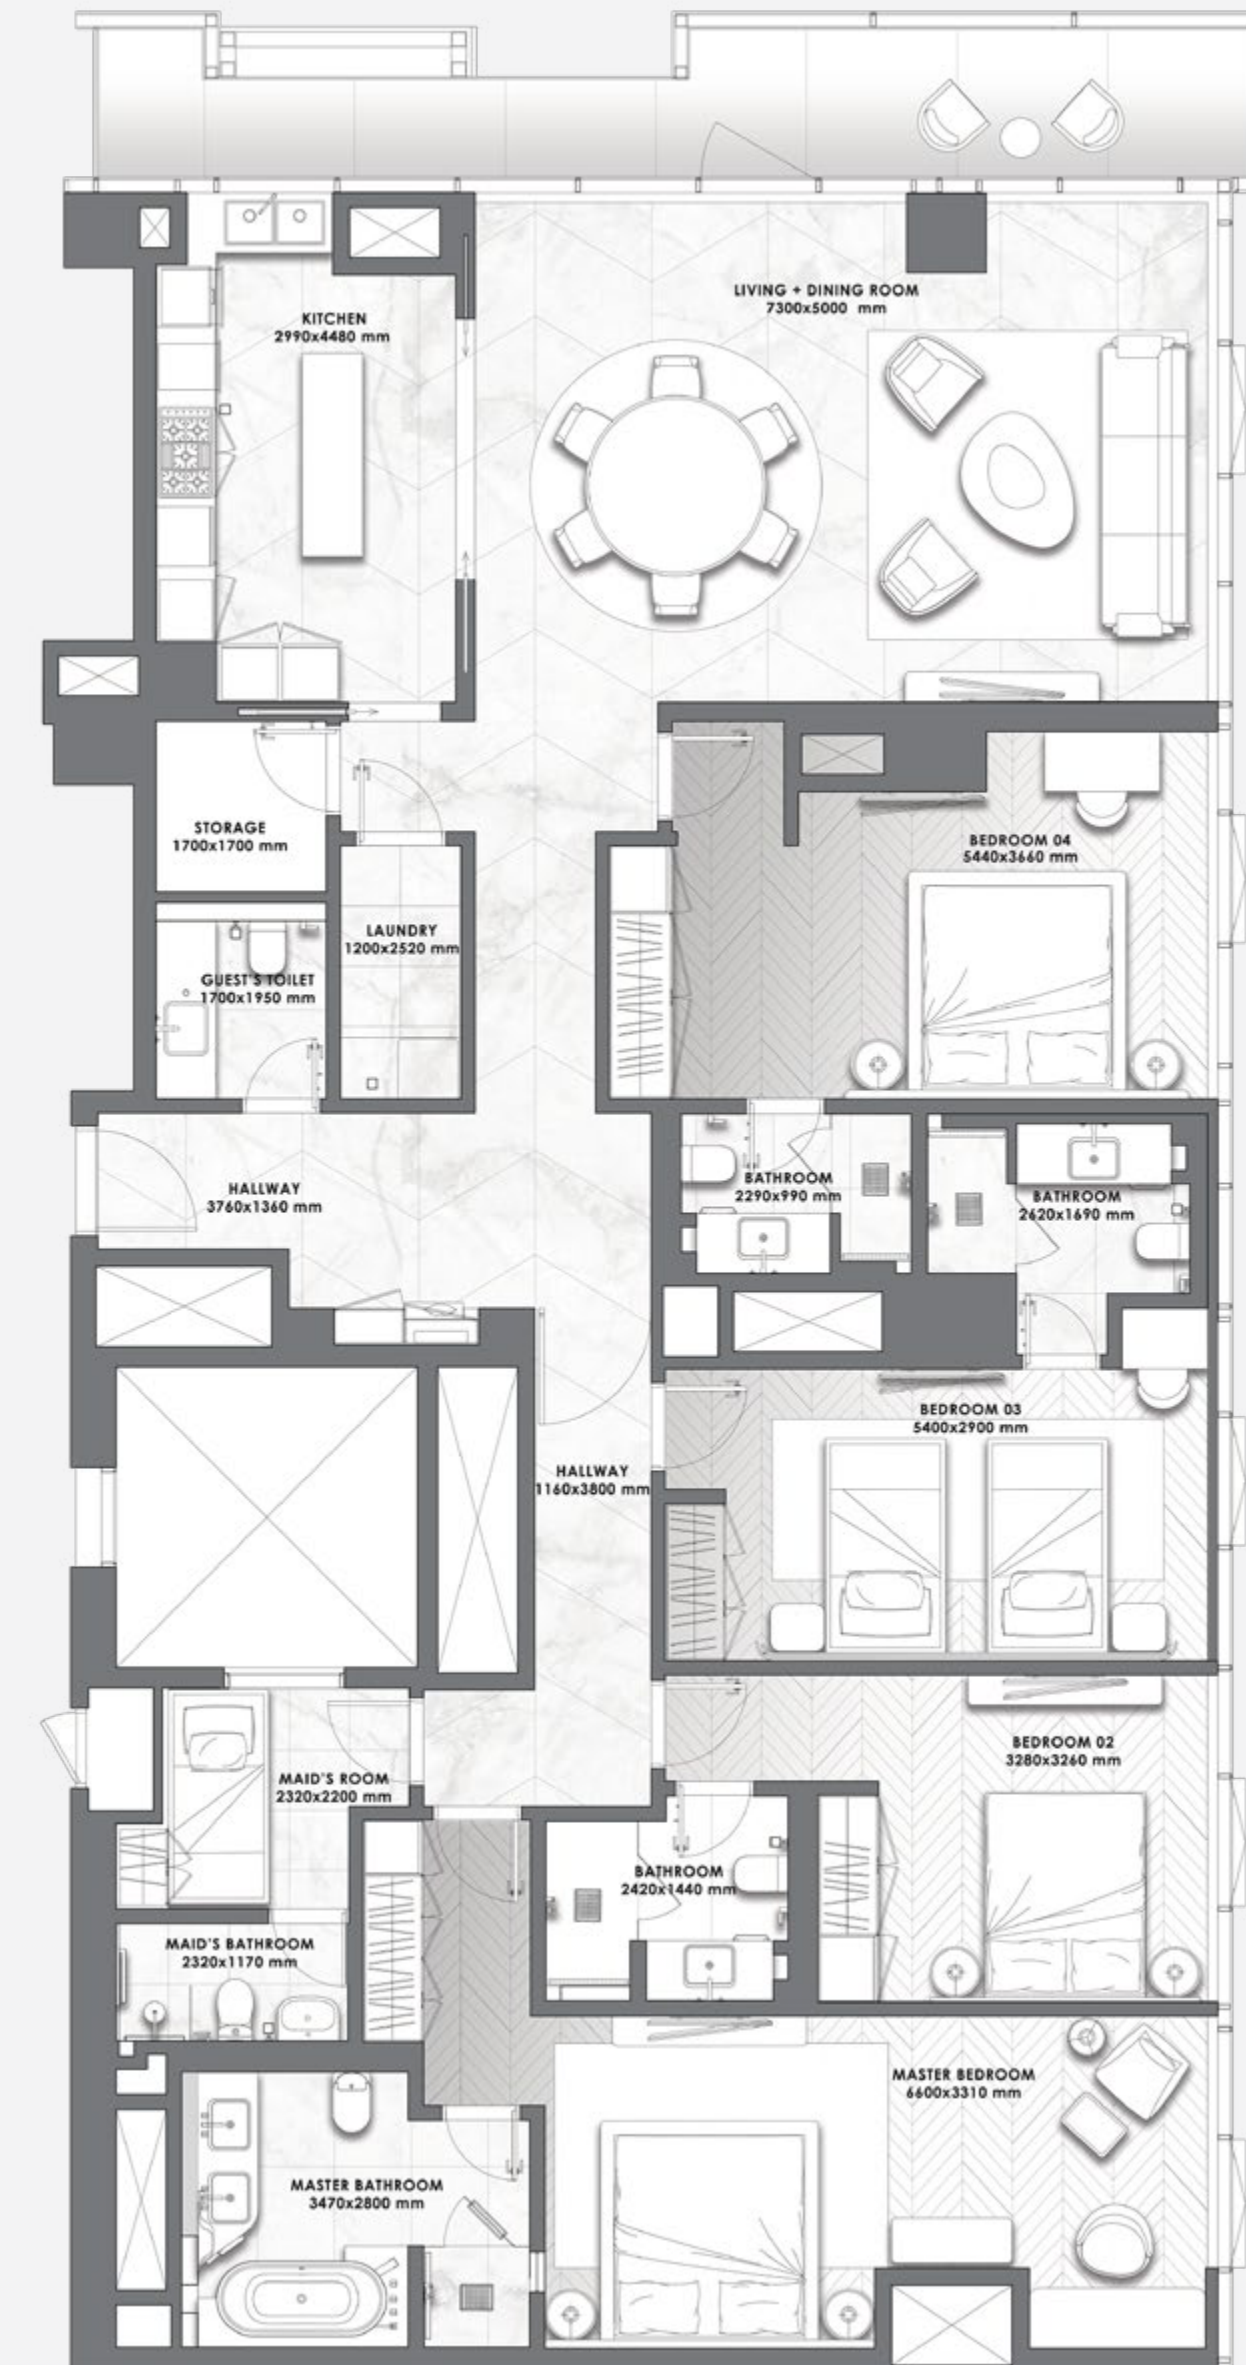 LIVING + DINING ROOM
7300x5000 mm
KITCHEN
2990x4480 mm
STORAGE
1700x1700 mm
BEDROOM 04
5440x3660 mm
LAUNDRY
1200x2520 mm
GUEST'S TOILET
1700x1950 mm
HALLWAY
3760x1360 mm
BATHROOM
2290x990 mm
BATHROOM
2620x1690 mm
BEDROOM 03
5400x2900 mm
HALLWAY
1160x3800 mm
BEDROOM 02
3280x3260 mm
MAID'S ROOM
2320x2200 mm
BATHROOM
2420x1440 mm
MAID'S BATHROOM
2320x1170 mm
MASTER BEDROOM
6600x3310 mm
MASTER BATHROOM
3470x2800 mm